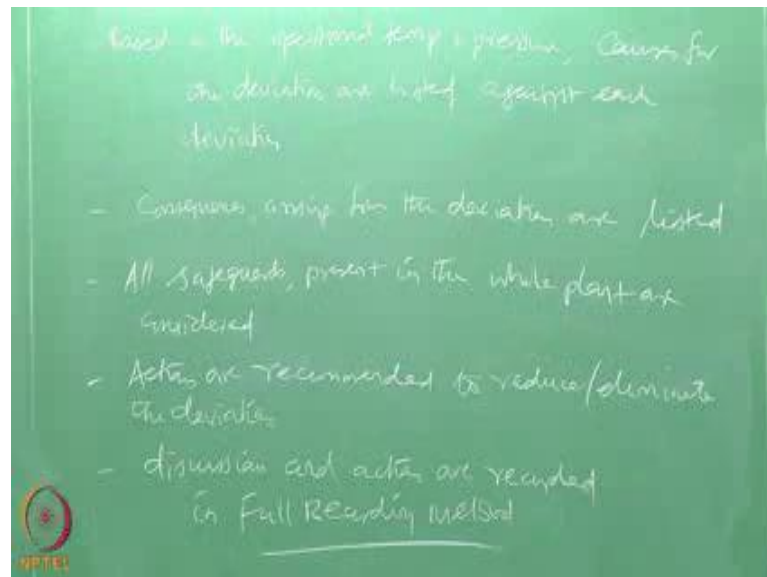 Based on the operational temp & pressure, Causes for
the deviation are listed against each
deviation
- Consequences, arising from the deviation are listed
- All safeguards, present in the whole plant are
considered
- Action are recommended to reduce/eliminate
the deviation
- discussion and action are recorded
in Full Recording method
NPTEL